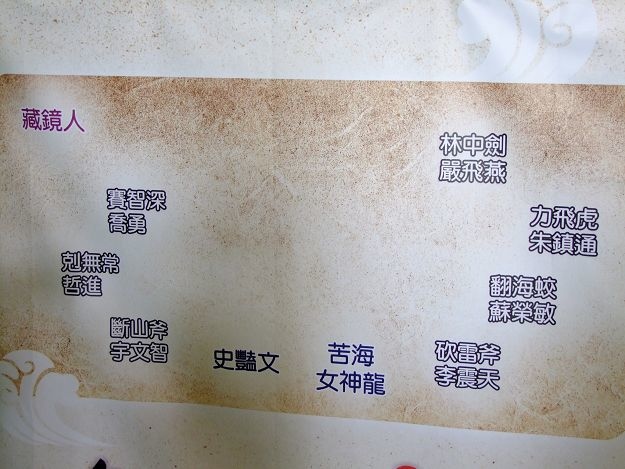 藏鏡人
林中劍
嚴飛燕
賽智深
喬勇
力飛虎
朱鎮通
剋無常
哲進
翻海蛟
蘇榮敏
斷山斧
宇文智
史豔文
苦海
女神龍
砍雷斧
李震天